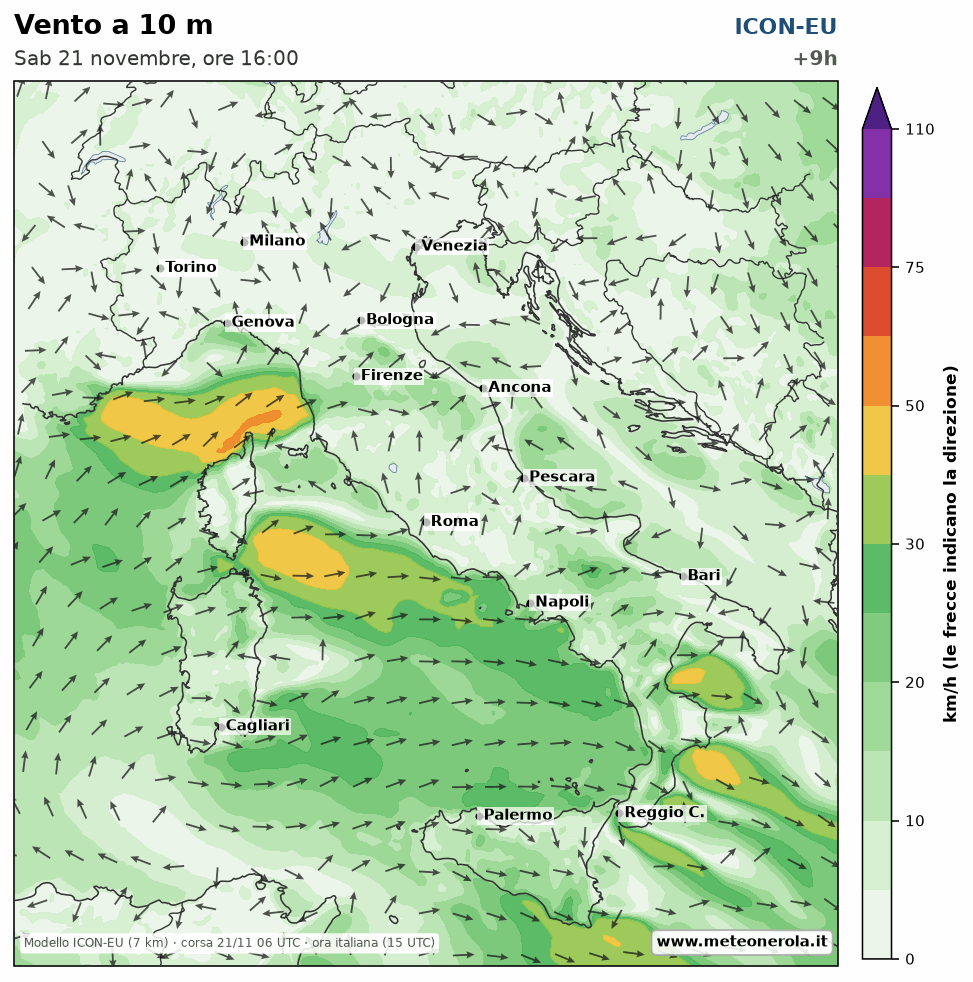 Vento a 10 m
ICON-EU
Sab 21 novembre, ore 16:00
+9h
110
75
50
30
20
10
0
km/h (le frecce indicano la direzione)
Milano
Venezia
Torino
Genova
Bologna
Firenze
Ancona
Pescara
Roma
Bari
Napoli
Cagliari
Reggio C.
Palermo
Modello ICON-EU (7 km) · corsa 21/11 06 UTC · ora italiana (15 UTC)
www.meteonerola.it